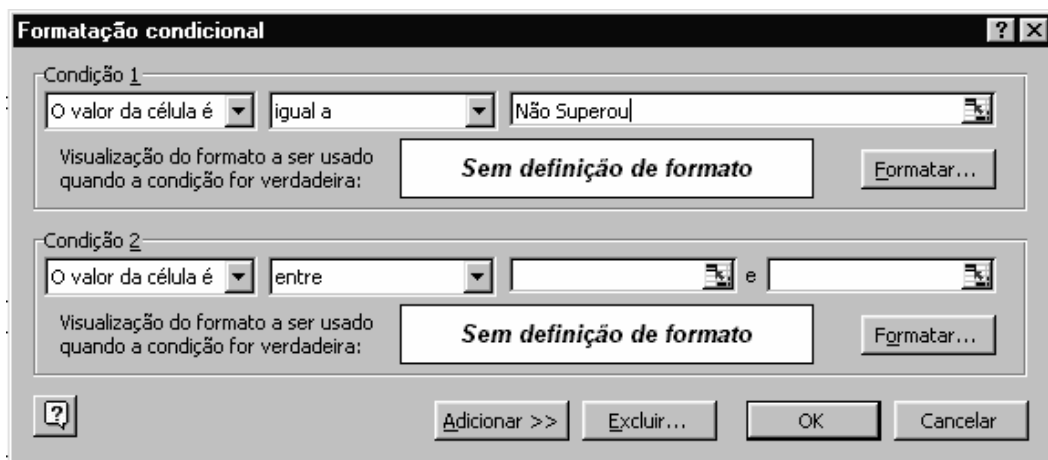 Formatação condicional
Condição 1
O valor da célula é igual a Não Superou
Visualização do formato a ser usado
quando a condição for verdadeira:
Sem definição de formato
Formatar...
Condição 2
O valor da célula é entre e
Visualização do formato a ser usado
quando a condição for verdadeira:
Sem definição de formato
Formatar...
Adicionar >> Excluir... OK Cancelar